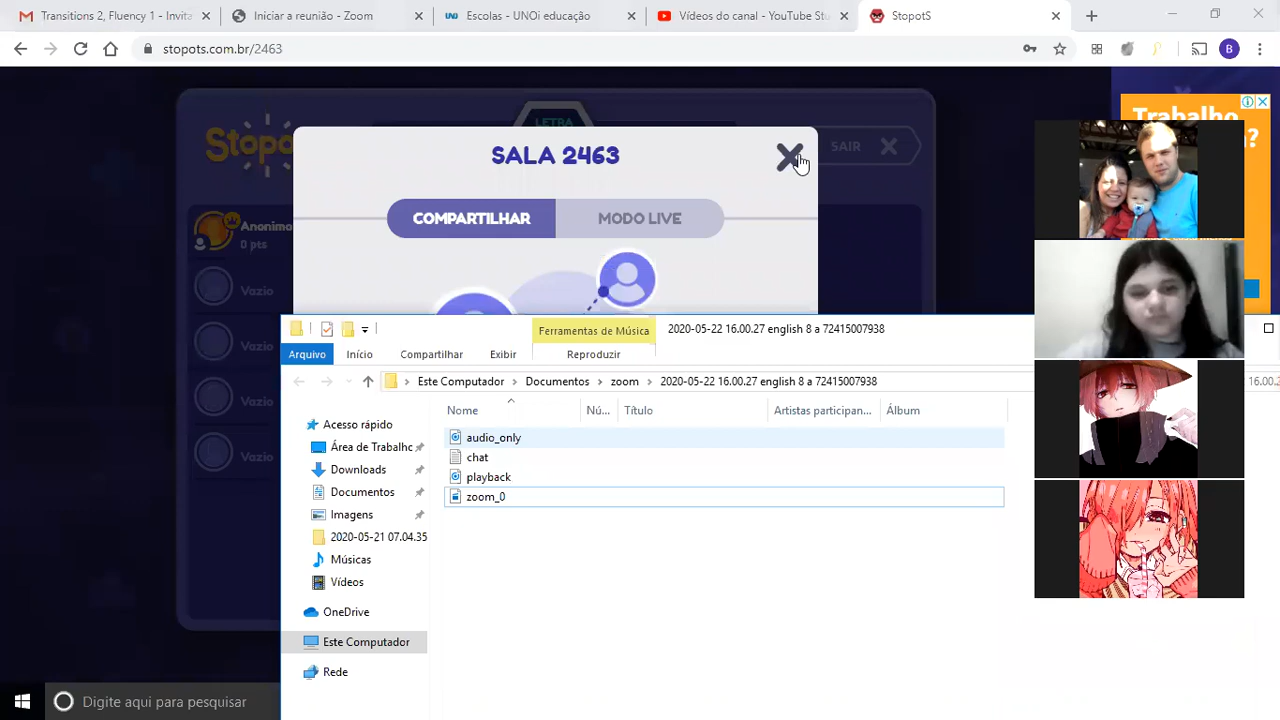 Transitions 2, Fluency 1 - Invita
Iniciar a reunião - Zoom
Escolas - UNOi educação
Vídeos do canal - YouTube Stu
StopotS
stopots.com.br/2463
B
Trabalho
?
LETRA
SALA 2463
SAIR
COMPARTILHAR
MODO LIVE
Anonimo
0 pts
Vazio
Vazio
Vazio
Vazio
Ferramentas de Música
2020-05-22 16.00.27 english 8 a 72415007938
Arquivo
Início
Compartilhar
Exibir
Reproduzir
Este Computador
Documentos
zoom
2020-05-22 16.00.27 english 8 a 72415007938
16.00.
Nome
Nú...
Título
Artistas participan...
Álbum
Acesso rápido
Área de Trabalhc
Downloads
Documentos
Imagens
2020-05-21 07.04.35
Músicas
Vídeos
OneDrive
Este Computador
Rede
audio_only
chat
playback
zoom_0
Digite aqui para pesquisar